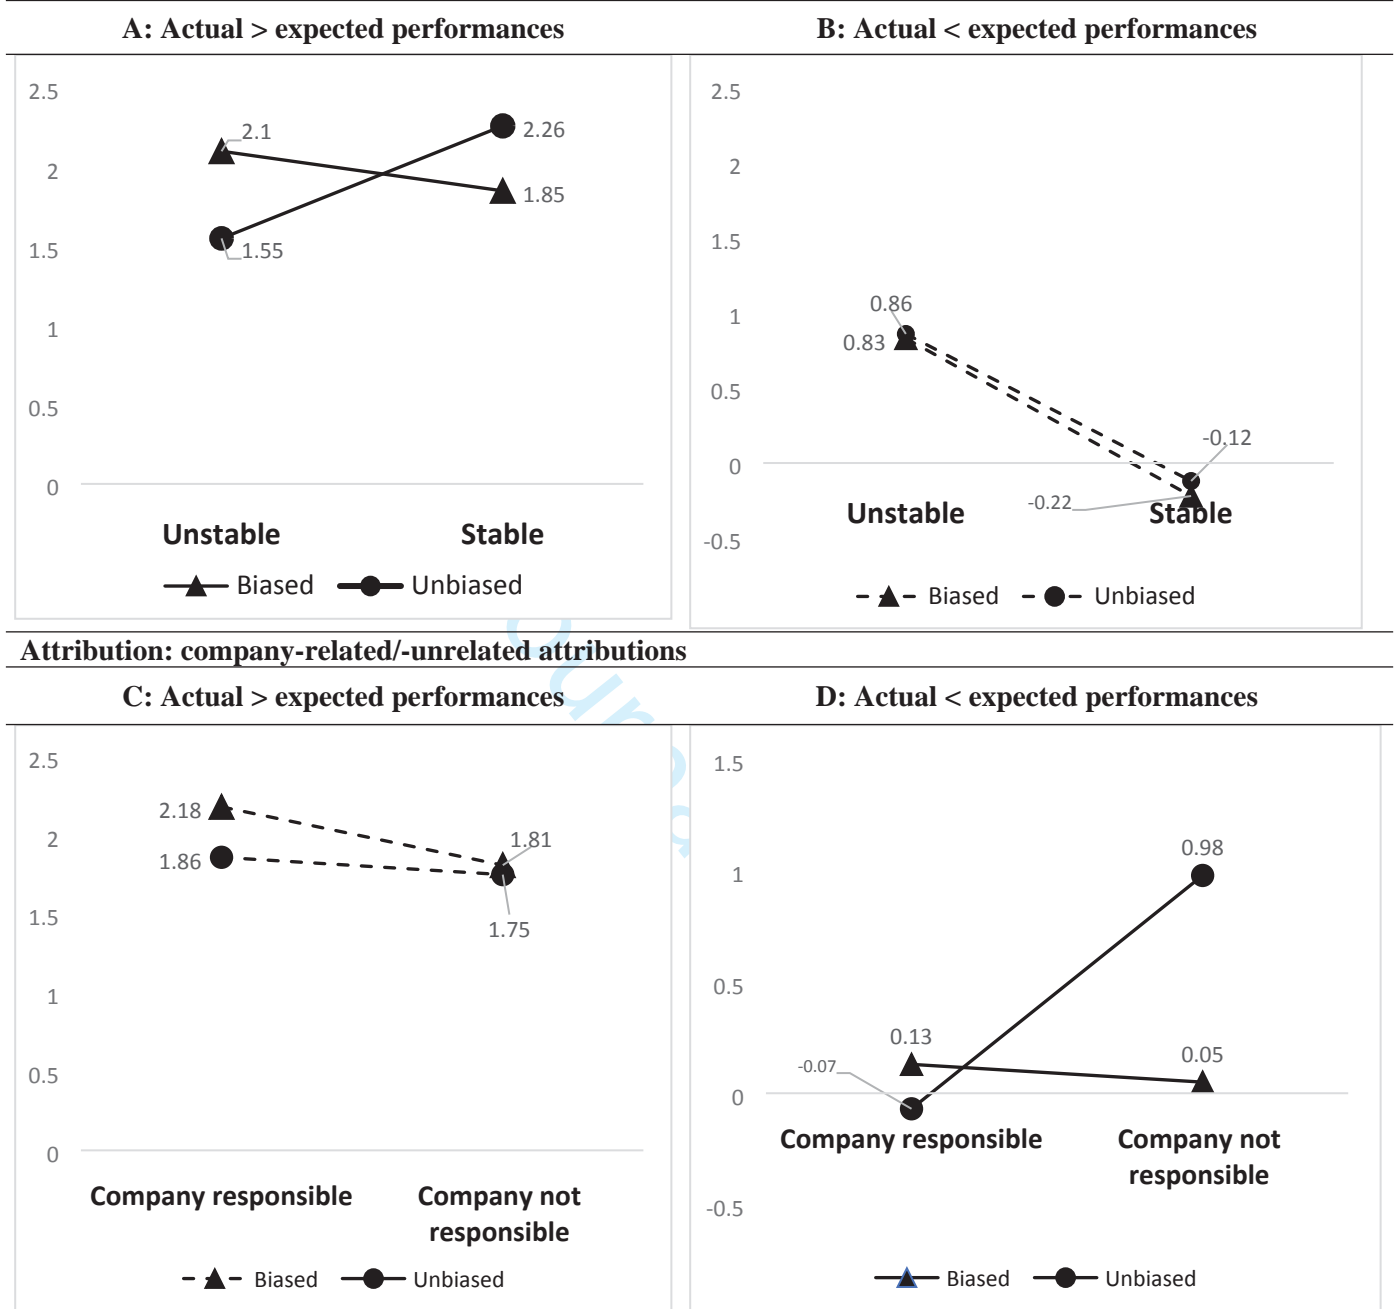 A: Actual > expected performances
B: Actual < expected performances
2.5
2
1.5
1
0.5
0
2.1
1.55
2.26
1.85
Unstable Stable
Biased Unbiased
2.5
2
1.5
1
0.5
0
-0.5
0.86
0.83
-0.12
-0.22
Unstable Stable
Biased Unbiased
Attribution: company-related/-unrelated attributions
C: Actual > expected performances
D: Actual < expected performances
2.5
2
1.5
1
0.5
0
2.18
1.86
1.81
1.75
Company responsible Company not
responsible
Biased Unbiased
1.5
1
0.5
0
-0.5
0.13
-0.07
0.98
0.05
Company responsible Company not
responsible
Biased Unbiased